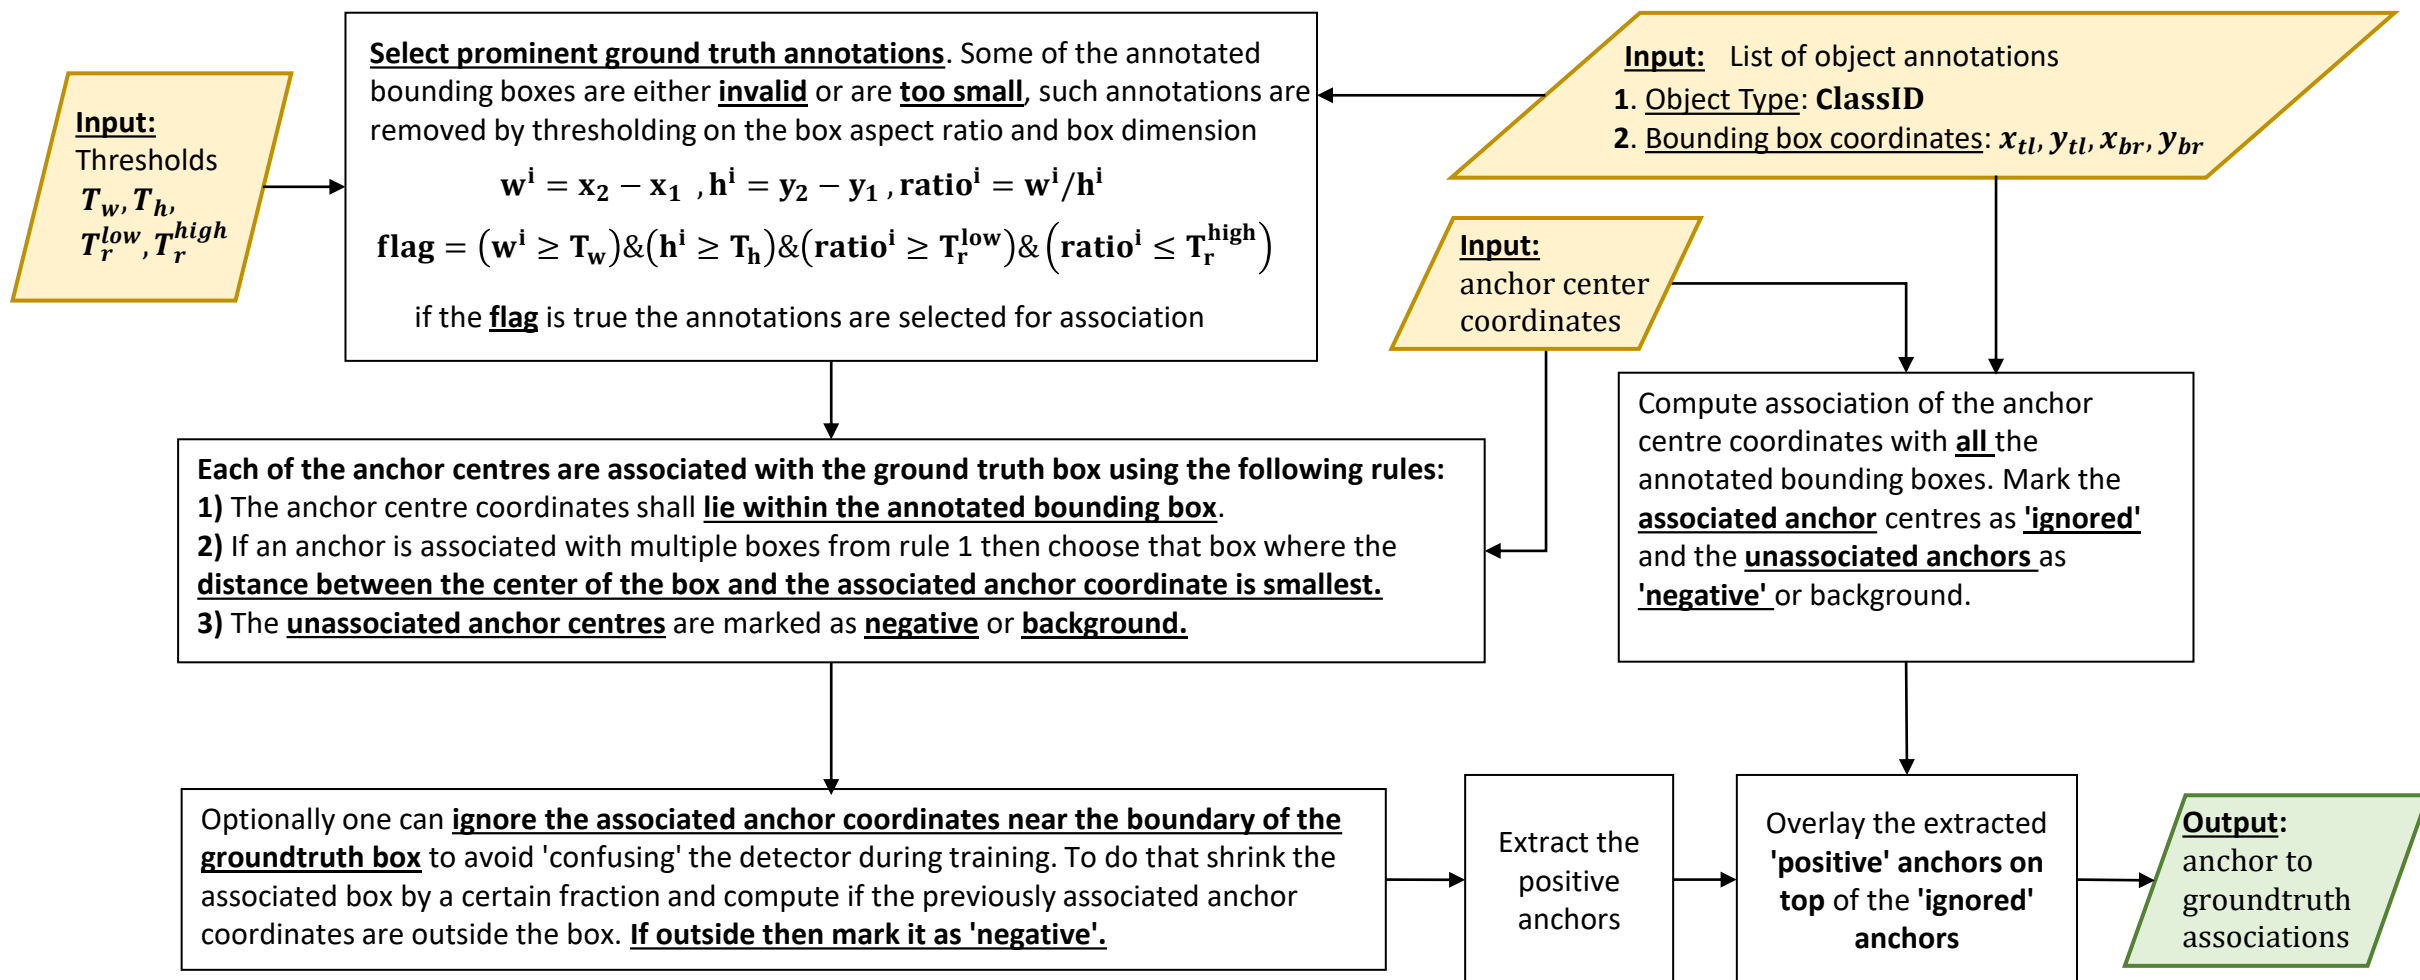 Input:
Thresholds
T_w, T_h,
T_r^low, T_r^high
Select prominent ground truth annotations. Some of the annotated
bounding boxes are either invalid or are too small, such annotations are
removed by thresholding on the box aspect ratio and box dimension
w^i = x_2 − x_1 , h^i = y_2 − y_1 , ratio^i = w^i/h^i
flag = (w^i ≥ T_w)&(h^i ≥ T_h)&(ratio^i ≥ T_r^low)&(ratio^i ≤ T_r^high)
if the flag is true the annotations are selected for association
Input: List of object annotations
1. Object Type: ClassID
2. Bounding box coordinates: x_tl, y_tl, x_br, y_br
Input:
anchor center
coordinates
Each of the anchor centres are associated with the ground truth box using the following rules:
1) The anchor centre coordinates shall lie within the annotated bounding box.
2) If an anchor is associated with multiple boxes from rule 1 then choose that box where the
distance between the center of the box and the associated anchor coordinate is smallest.
3) The unassociated anchor centres are marked as negative or background.
Compute association of the anchor
centre coordinates with all the
annotated bounding boxes. Mark the
associated anchor centres as 'ignored'
and the unassociated anchors as
'negative' or background.
Optionally one can ignore the associated anchor coordinates near the boundary of the
groundtruth box to avoid 'confusing' the detector during training. To do that shrink the
associated box by a certain fraction and compute if the previously associated anchor
coordinates are outside the box. If outside then mark it as 'negative'.
Extract the
positive
anchors
Overlay the extracted
'positive' anchors on
top of the 'ignored'
anchors
Output:
anchor to
groundtruth
associations